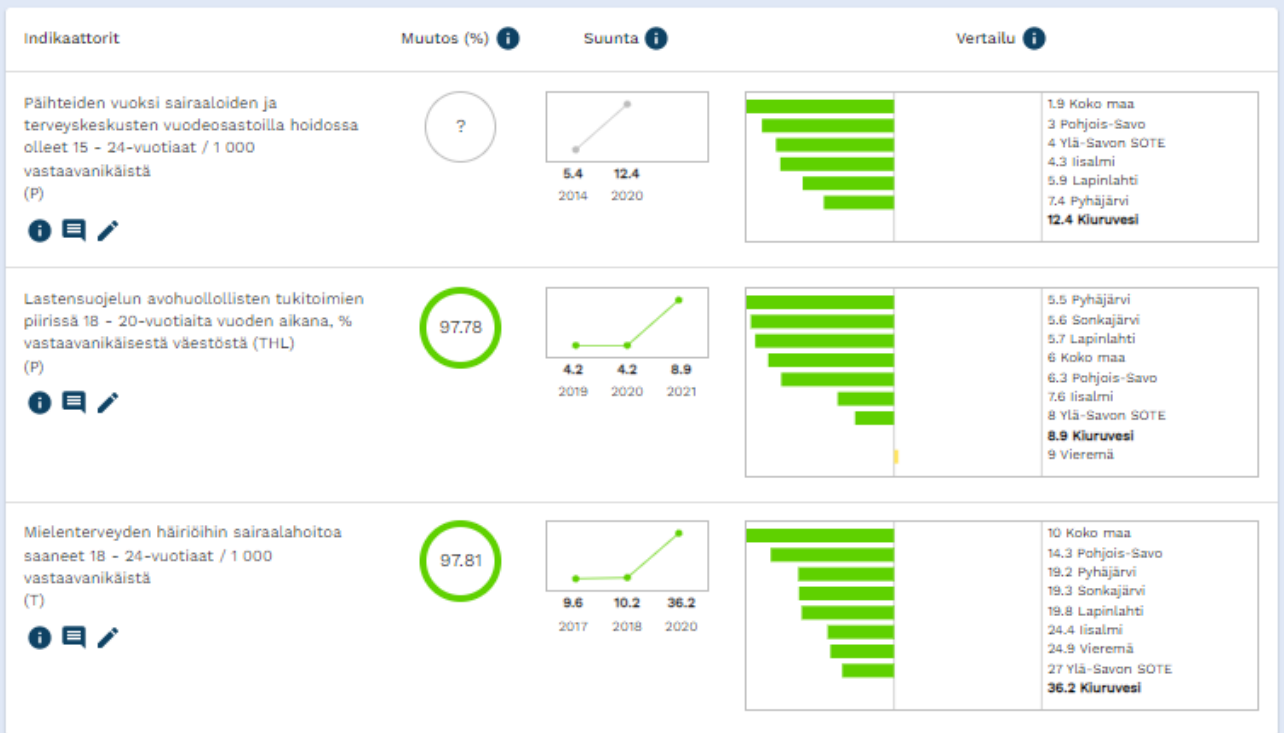 Indikaattorit Muutos (%) Suunta Vertailu
Päihteiden vuoksi sairaaloiden ja
terveyskeskusten vuodeosastoilla hoidossa
olleet 15 - 24-vuotiaat / 1 000
vastaavanikäistä
(P)
?
5.4 12.4
2014 2020
1.9 Koko maa
3 Pohjois-Savo
4 Ylä-Savon SOTE
4.3 Iisalmi
5.9 Lapinlahti
7.4 Pyhäjärvi
12.4 Kiuruvesi
Lastensuojelun avohuollollisten tukitoimien
piirissä 18 - 20-vuotiaita vuoden aikana, %
vastaavanikäisestä väestöstä (THL)
(P)
97.78
4.2 4.2 8.9
2019 2020 2021
5.5 Pyhäjärvi
5.6 Sonkajärvi
5.7 Lapinlahti
6 Koko maa
6.3 Pohjois-Savo
7.6 Iisalmi
8 Ylä-Savon SOTE
8.9 Kiuruvesi
9 Vieremä
Mielenterveyden häiriöihin sairaalahoitoa
saaneet 18 - 24-vuotiaat / 1 000
vastaavanikäistä
(T)
97.81
9.6 10.2 36.2
2017 2018 2020
10 Koko maa
14.3 Pohjois-Savo
19.2 Pyhäjärvi
19.3 Sonkajärvi
19.8 Lapinlahti
24.4 Iisalmi
24.9 Vieremä
27 Ylä-Savon SOTE
36.2 Kiuruvesi